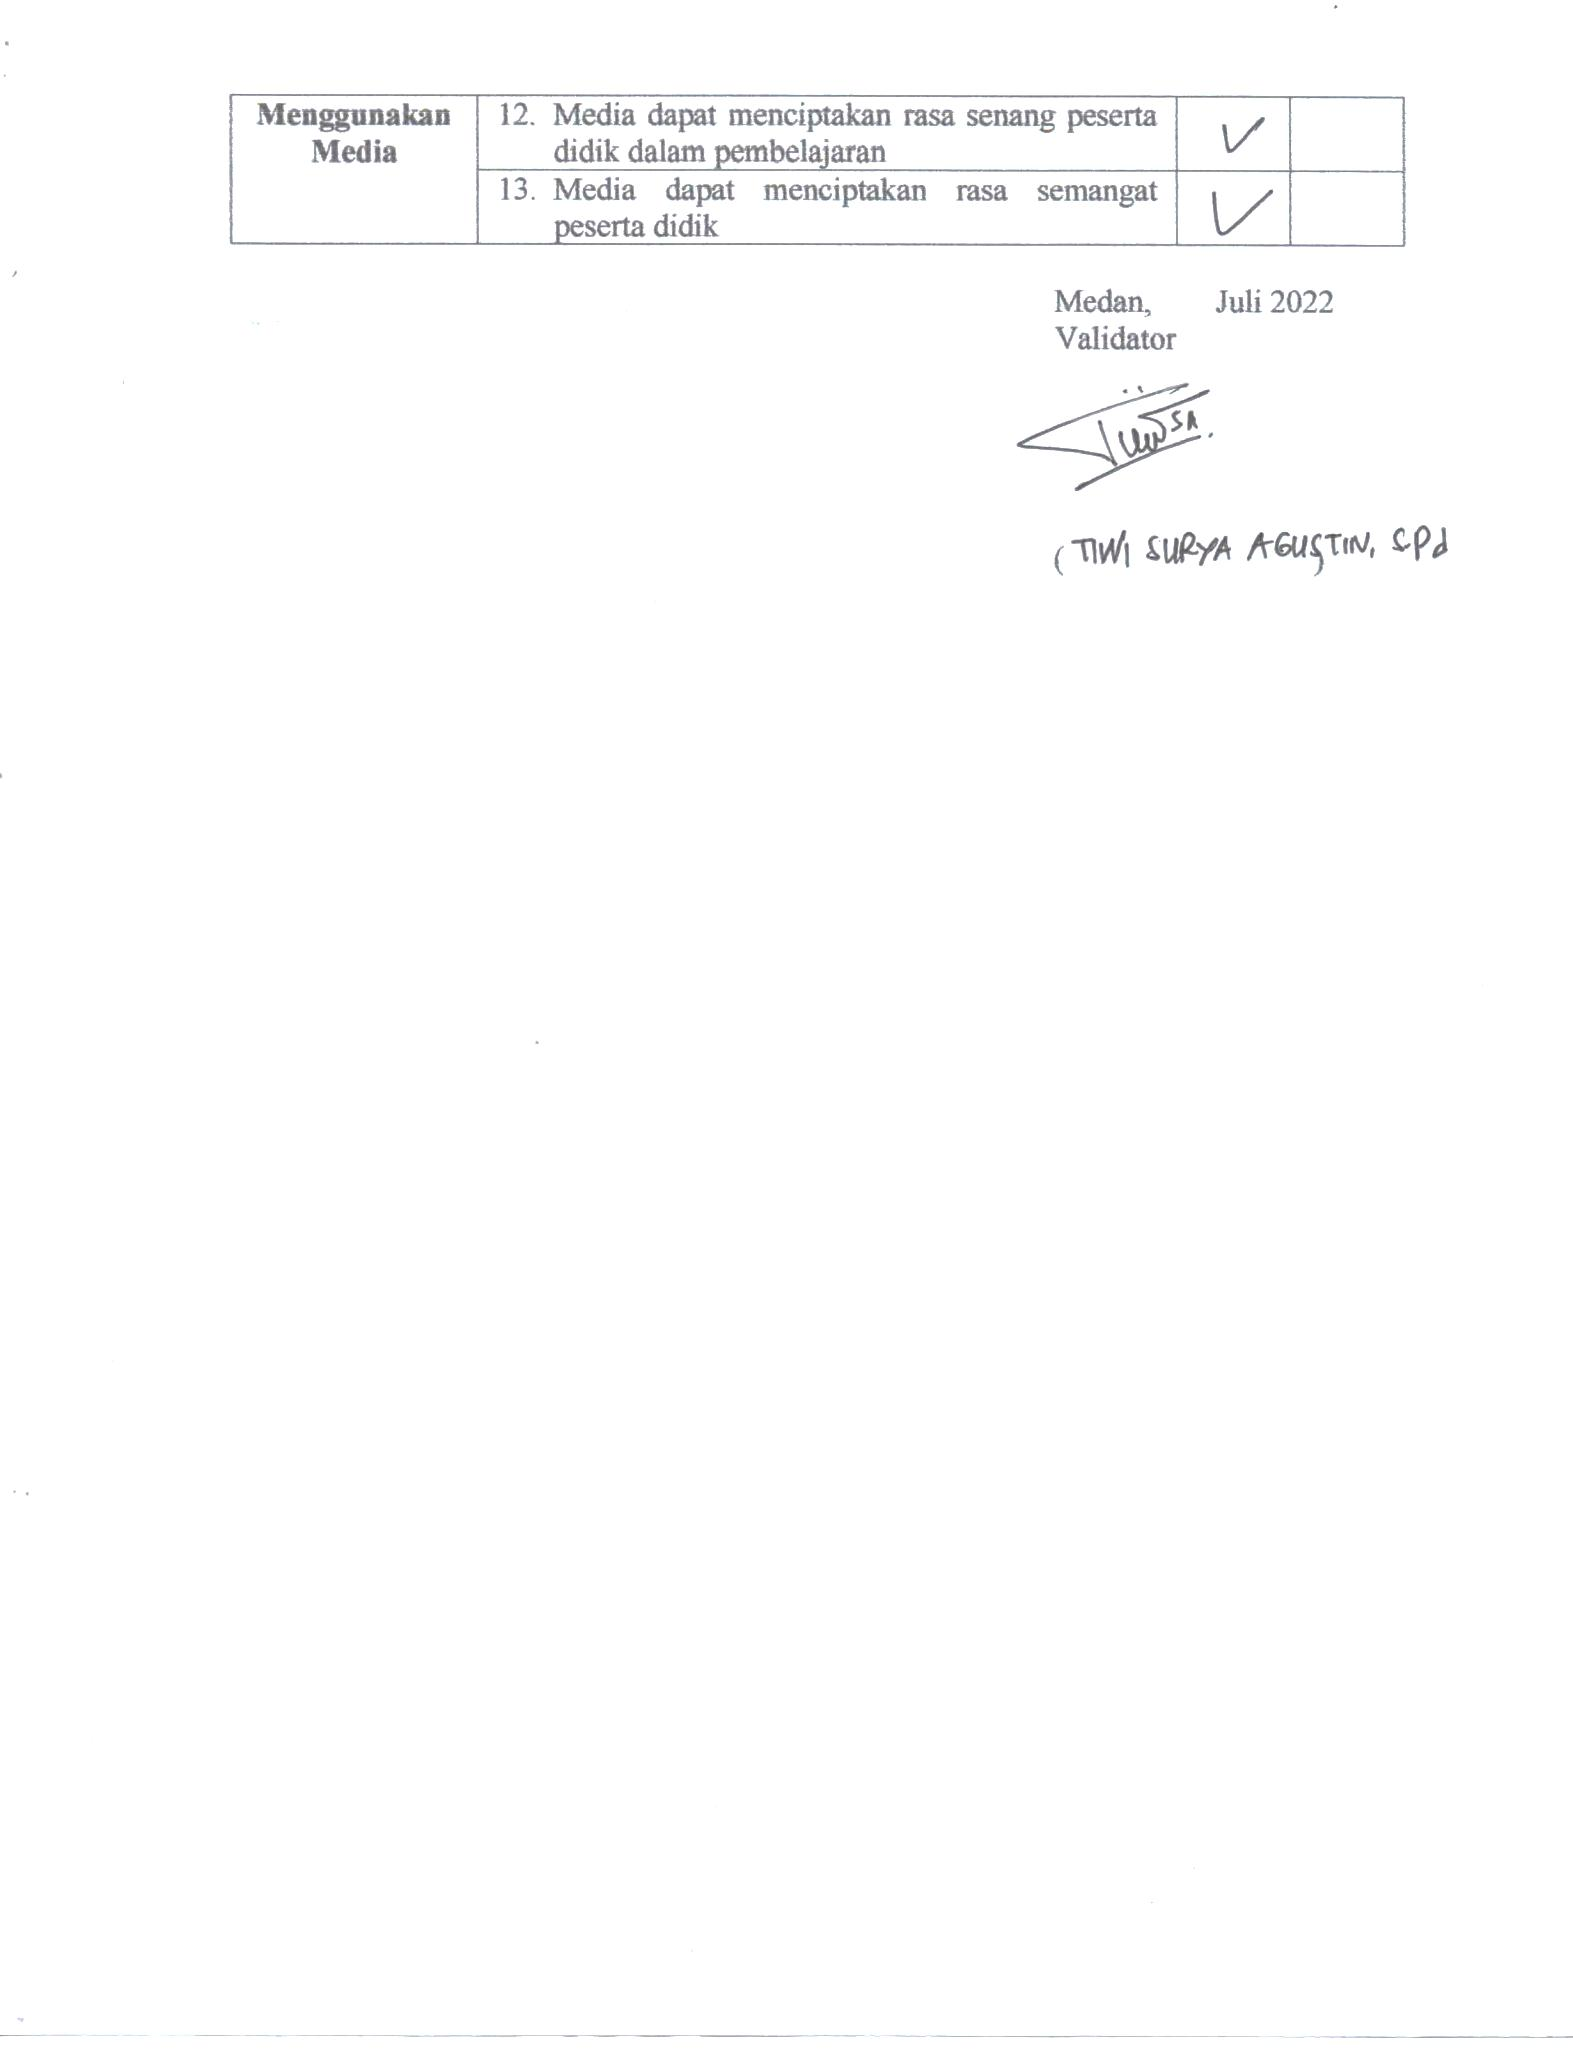 Menggunakan
Media
12. Media dapat menciptakan rasa senang peserta
didik dalam pembelajaran
13. Media dapat menciptakan rasa semangat
peserta didik
Medan, Juli 2022
Validator
(TIWI SURYA AGUSTIN, S.Pd